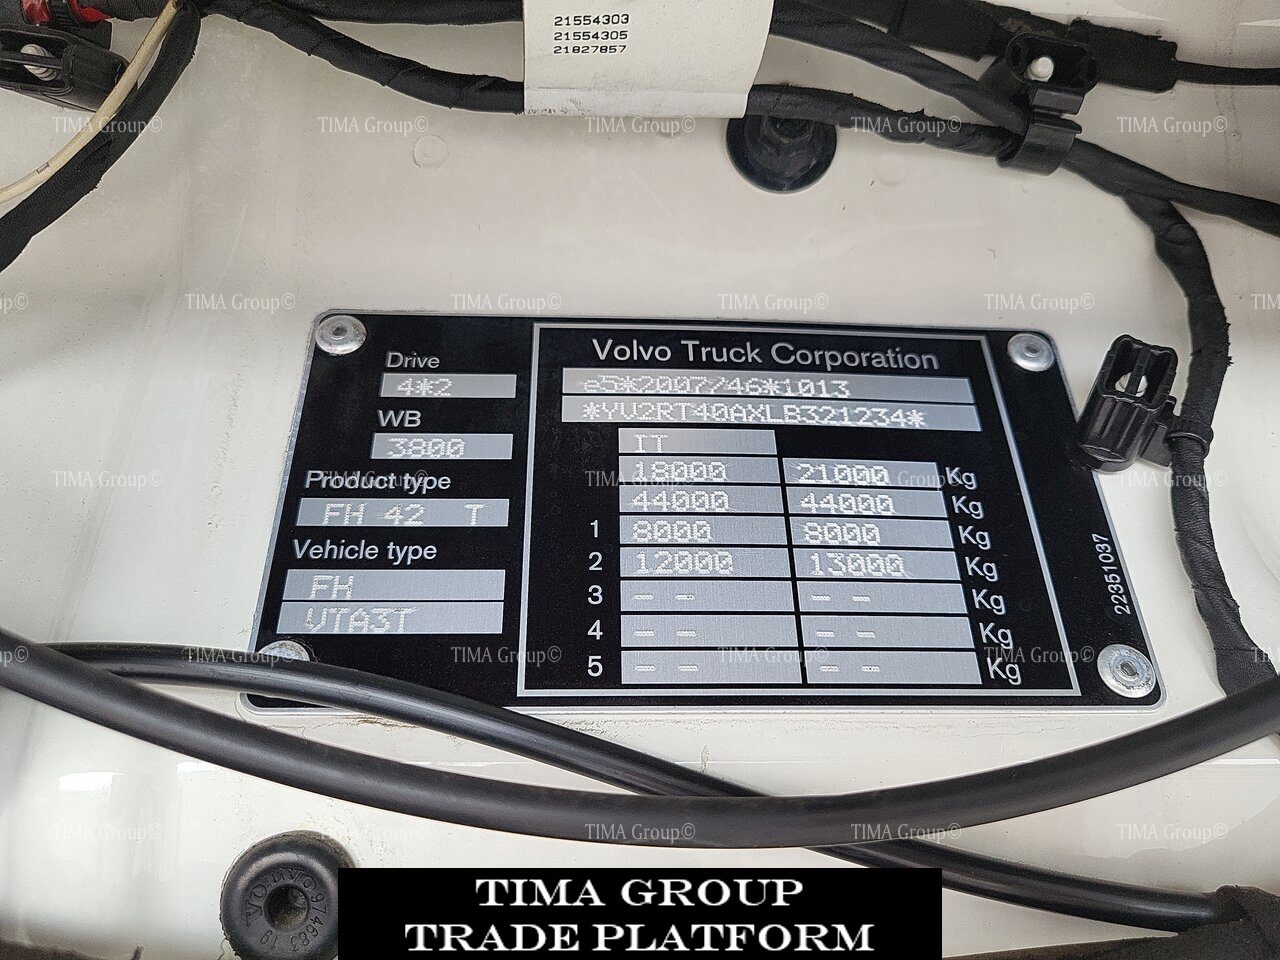 21554303
21554305
21827857
TIMA Group©
Drive
4*2
WB
3800
Product type
FH 42 T
Vehicle type
FH
VTA3T
Volvo Truck Corporation
e5*2007/46*1013
*YV2RT40AXLB321234*
IT
18000 21000 Kg
44000 44000 Kg
1 8000 8000 Kg
2 12000 13000 Kg
3 -- -- -- -- Kg
4 -- -- -- -- Kg
5 -- -- -- -- Kg
22351037
TIMA GROUP
TRADE PLATFORM